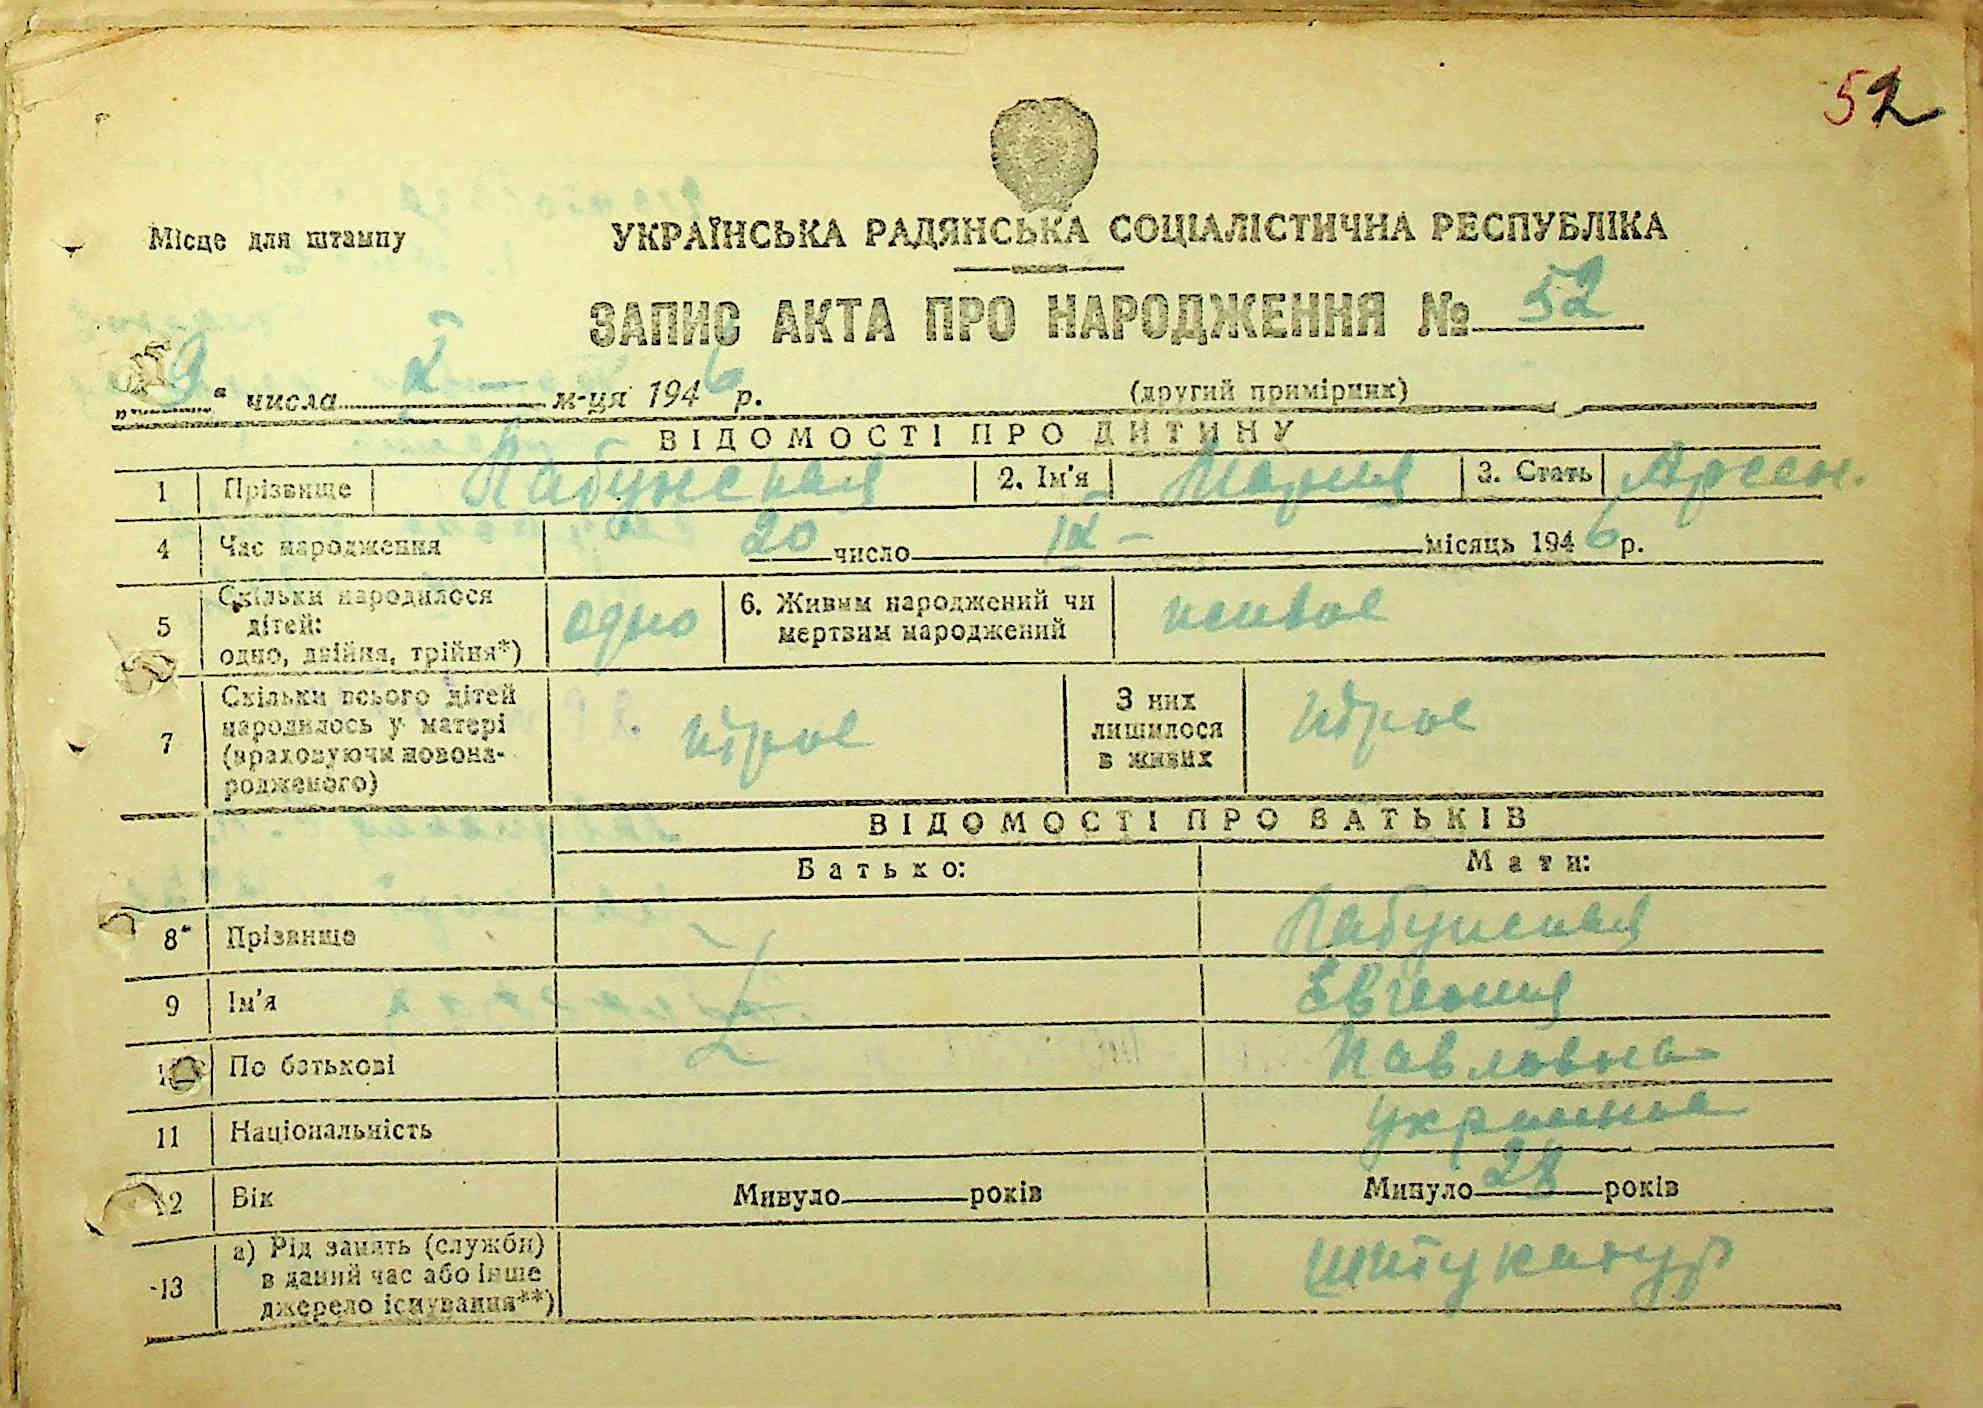 52
Місце для штампу
УКРАЇНСЬКА РАДЯНСЬКА СОЦІАЛІСТИЧНА РЕСПУБЛІКА
ЗАПИС АКТА ПРО НАРОДЖЕННЯ № 52
„9“ числа X м-ця 1946 р. (другий примірник)
ВІДОМОСТІ ПРО ДИТИНУ
1 Прізвище Лабунская 2. Ім'я Мария 3. Стать Арсен.
4 Час народження 20 число IX - місяць 1946 р.
5 Скільки народилося дітей: одно, двійня, трійня*) одно 6. Живим народжений чи мертвим народжений живое
7 Скільки всього дітей народилось у матері (враховуючи новонародженого) трое З них лишилося в живих трое
ВІДОМОСТІ ПРО БАТЬКІВ
Батько: Мати:
8 Прізвище Лабунская
9 Ім'я Евгения
По батькові Павловна
11 Національність
12 Вік Минуло років Минуло 28 років
13 а) Рід занять (служби) в даний час або інше джерело існування**) штукатур